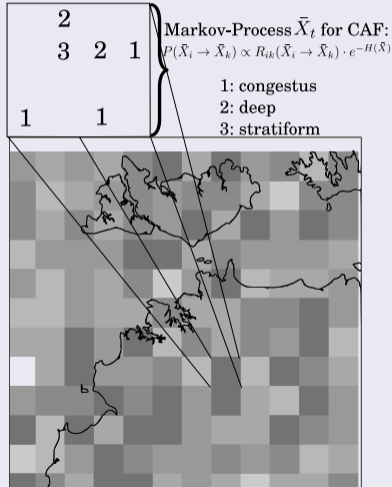 2
3 2 1
1 1
Markov-Process X̄_t for CAF:
P(X̄_i → X̄_k) ∝ R_ik(X̄_i → X̄_k) · e^{-H(X̄)}
1: congestus
2: deep
3: stratiform